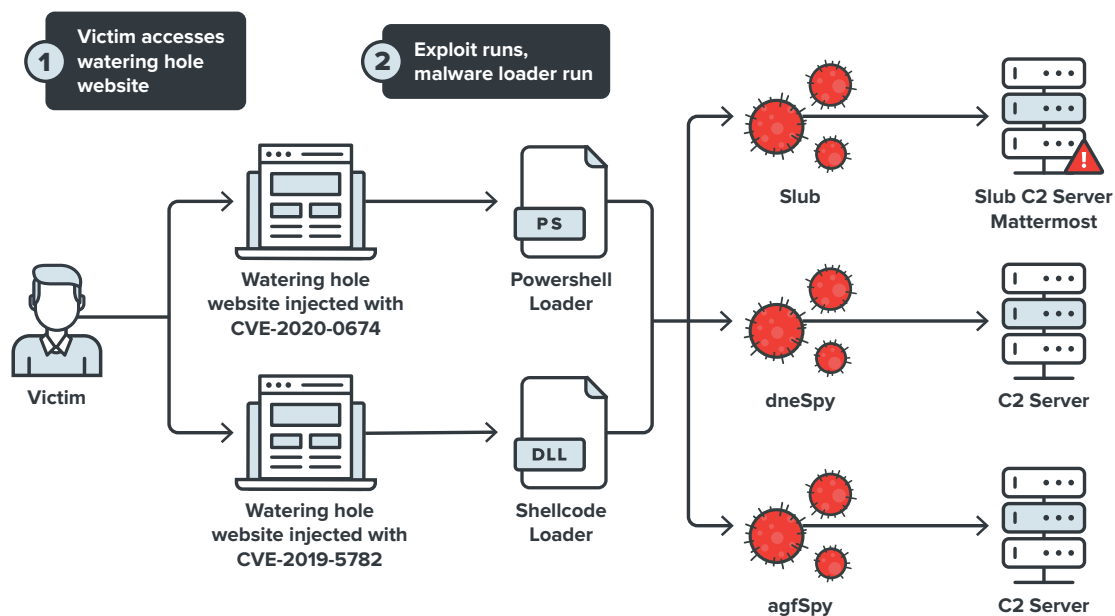 1
Victim accesses
watering hole
website
2
Exploit runs,
malware loader run
Victim
Watering hole
website injected with
CVE-2020-0674
PS
Powershell
Loader
Watering hole
website injected with
CVE-2019-5782
DLL
Shellcode
Loader
Slub
!
Slub C2 Server
Mattermost
dneSpy
C2 Server
agfSpy
C2 Server